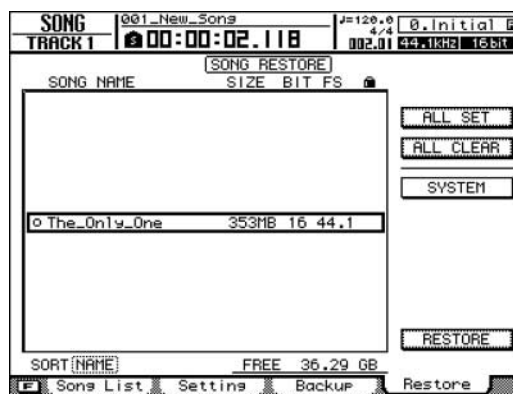 SONG 001_New_Song J=120.0 0.Initial G
TRACK 1 S 00:00:02.118 4/4 002.01 44.1kHz 16bit
SONG RESTORE
SONG NAME SIZE BIT FS
ALL SET
ALL CLEAR
SYSTEM
The_Only_One 353MB 16 44.1
RESTORE
SORT NAME FREE 36.29 GB
F Song List Setting Backup Restore